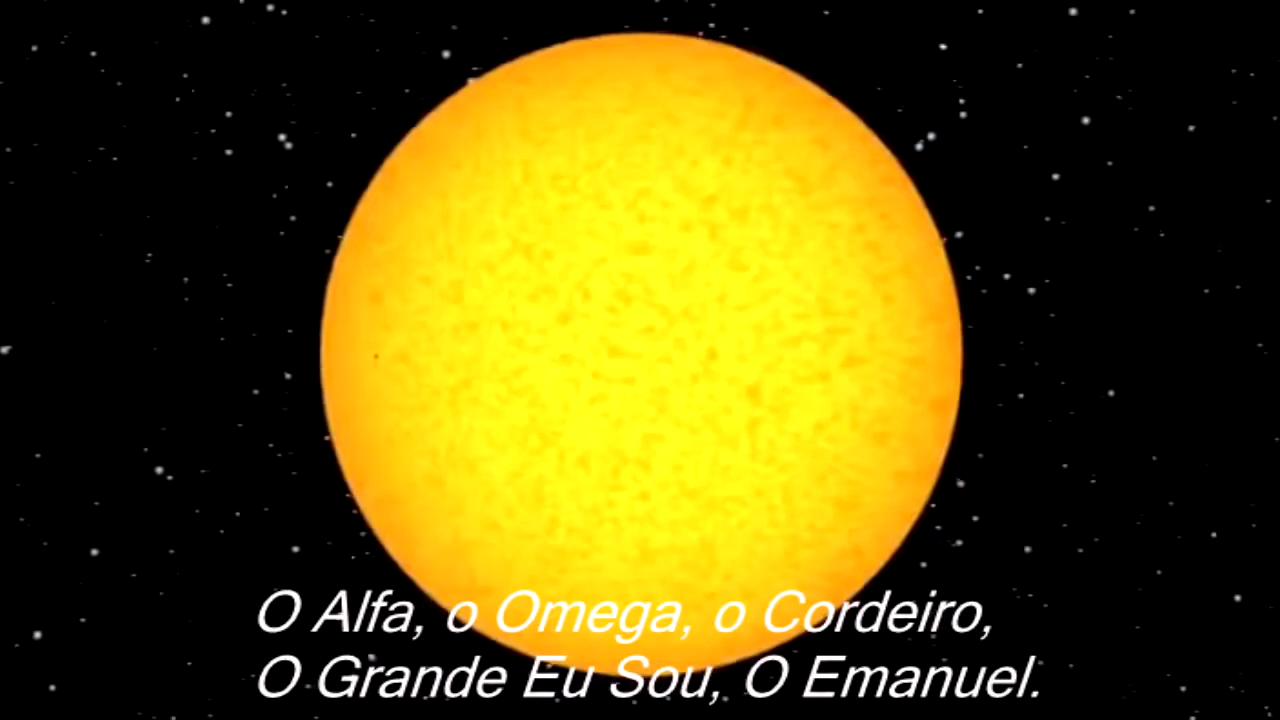 O Alfa, o Omega, o Cordeiro,
O Grande Eu Sou, O Emanuel.